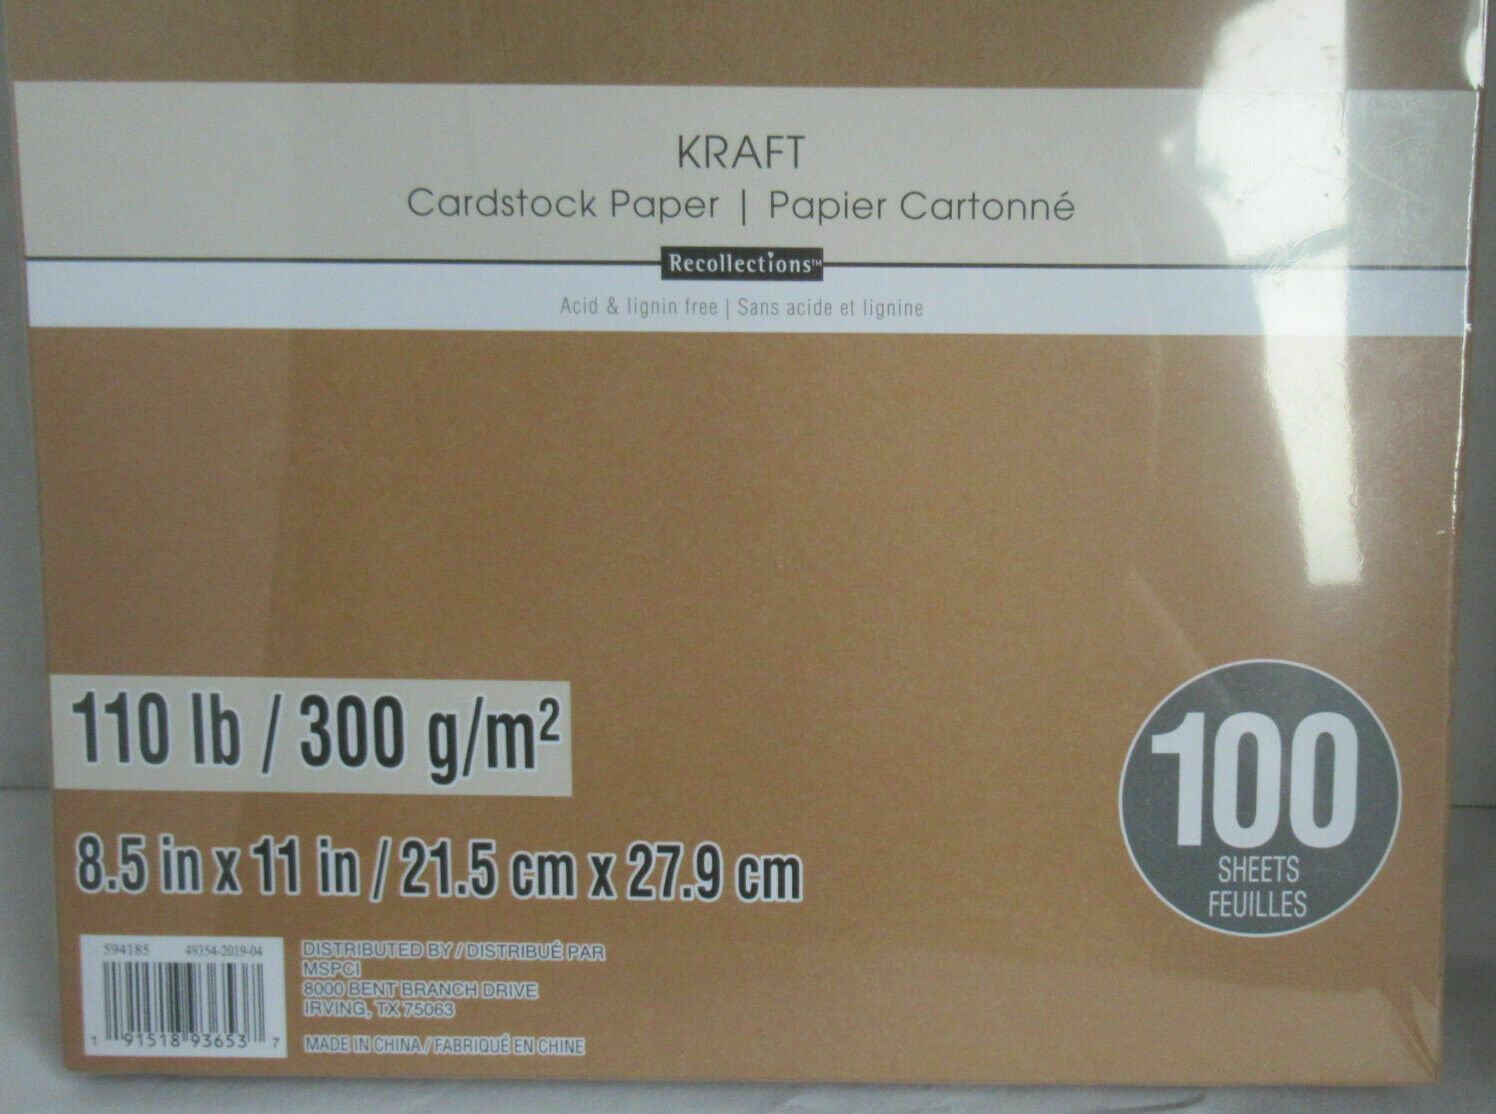 KRAFT
Cardstock Paper | Papier Cartonné
Recollections™
Acid & lignin free | Sans acide et lignine
110 lb / 300 g/m²
8.5 in x 11 in / 21.5 cm x 27.9 cm
100
SHEETS
FEUILLES
594185 49354-2019-04
1 91518 93653 7
DISTRIBUTED BY / DISTRIBUÉ PAR
MSPCI
8000 BENT BRANCH DRIVE
IRVING, TX 75063
MADE IN CHINA / FABRIQUÉ EN CHINE